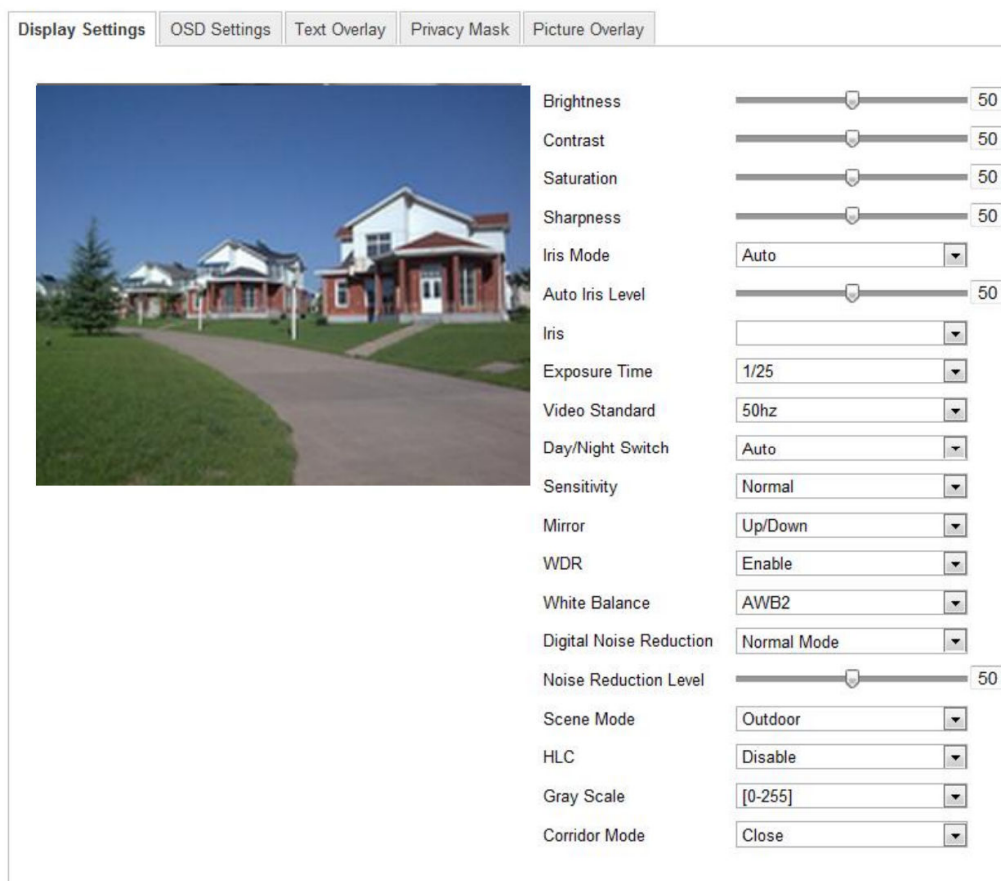 Display Settings OSD Settings Text Overlay Privacy Mask Picture Overlay
Brightness 50
Contrast 50
Saturation 50
Sharpness 50
Iris Mode Auto
Auto Iris Level 50
Iris
Exposure Time 1/25
Video Standard 50hz
Day/Night Switch Auto
Sensitivity Normal
Mirror Up/Down
WDR Enable
White Balance AWB2
Digital Noise Reduction Normal Mode
Noise Reduction Level 50
Scene Mode Outdoor
HLC Disable
Gray Scale [0-255]
Corridor Mode Close